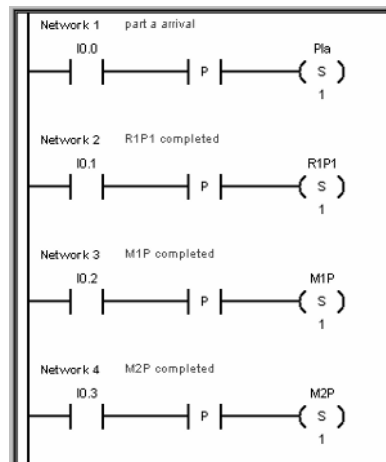 Network 1 part a arrival
I0.0 Pla
P S
1
Network 2 R1P1 completed
I0.1 R1P1
P S
1
Network 3 M1P completed
I0.2 M1P
P S
1
Network 4 M2P completed
I0.3 M2P
P S
1